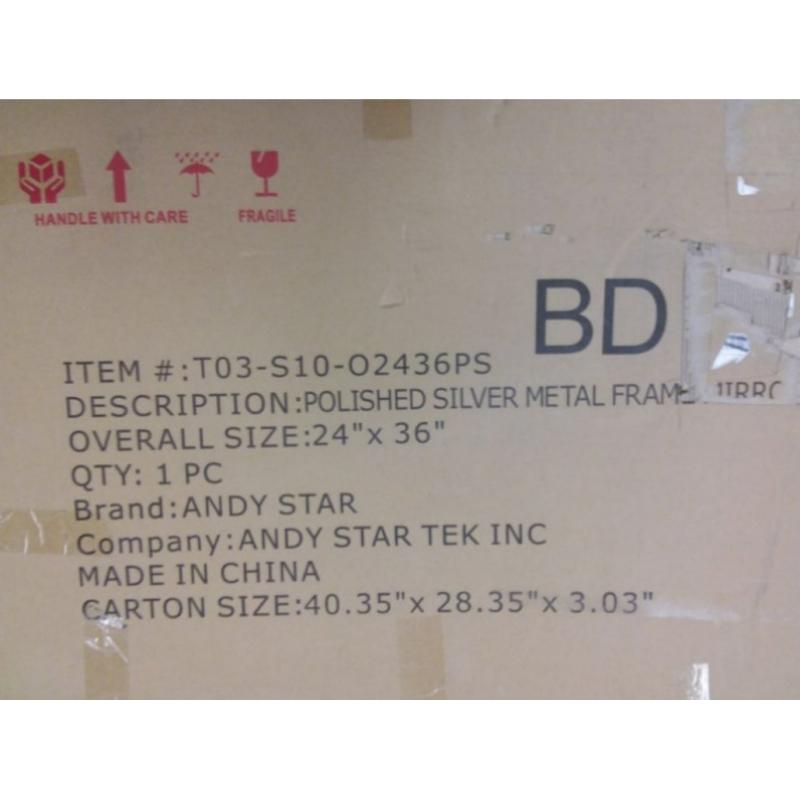 HANDLE WITH CARE FRAGILE
BD
ITEM #:T03-S10-O2436PS
DESCRIPTION:POLISHED SILVER METAL FRAME
OVERALL SIZE:24"x 36"
QTY: 1 PC
Brand:ANDY STAR
Company:ANDY STAR TEK INC
MADE IN CHINA
CARTON SIZE:40.35"x 28.35"x 3.03"